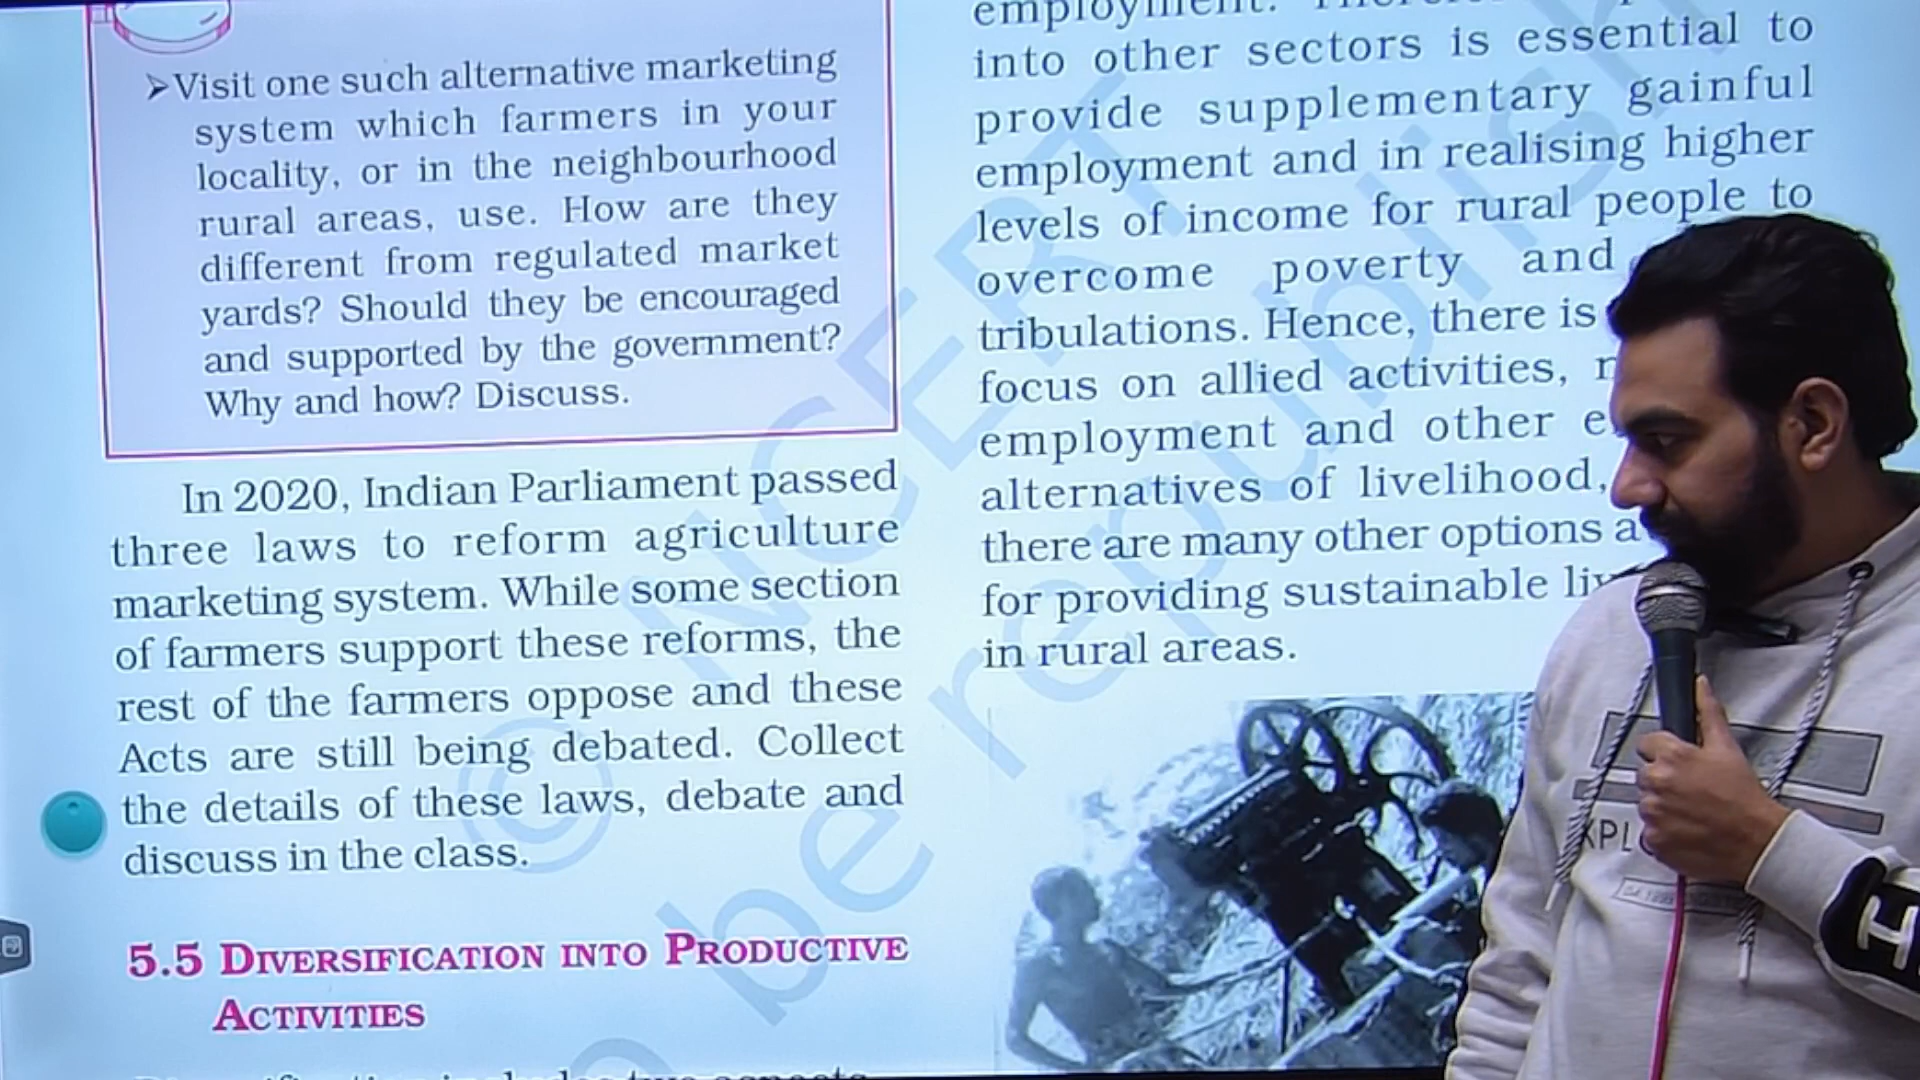 ➢Visit one such alternative marketing
system which farmers in your
locality, or in the neighbourhood
rural areas, use. How are they
different from regulated market
yards? Should they be encouraged
and supported by the government?
Why and how? Discuss.
In 2020, Indian Parliament passed
three laws to reform agriculture
marketing system. While some section
of farmers support these reforms, the
rest of the farmers oppose and these
Acts are still being debated. Collect
the details of these laws, debate and
discuss in the class.
5.5 DIVERSIFICATION INTO PRODUCTIVE
ACTIVITIES
employment.
into other sectors is essential to
provide supplementary gainful
employment and in realising higher
levels of income for rural people to
overcome poverty and
tribulations. Hence, there is
focus on allied activities,
employment and other
alternatives of livelihood,
there are many other options
for providing sustainable
in rural areas.
© NCERT
be republish